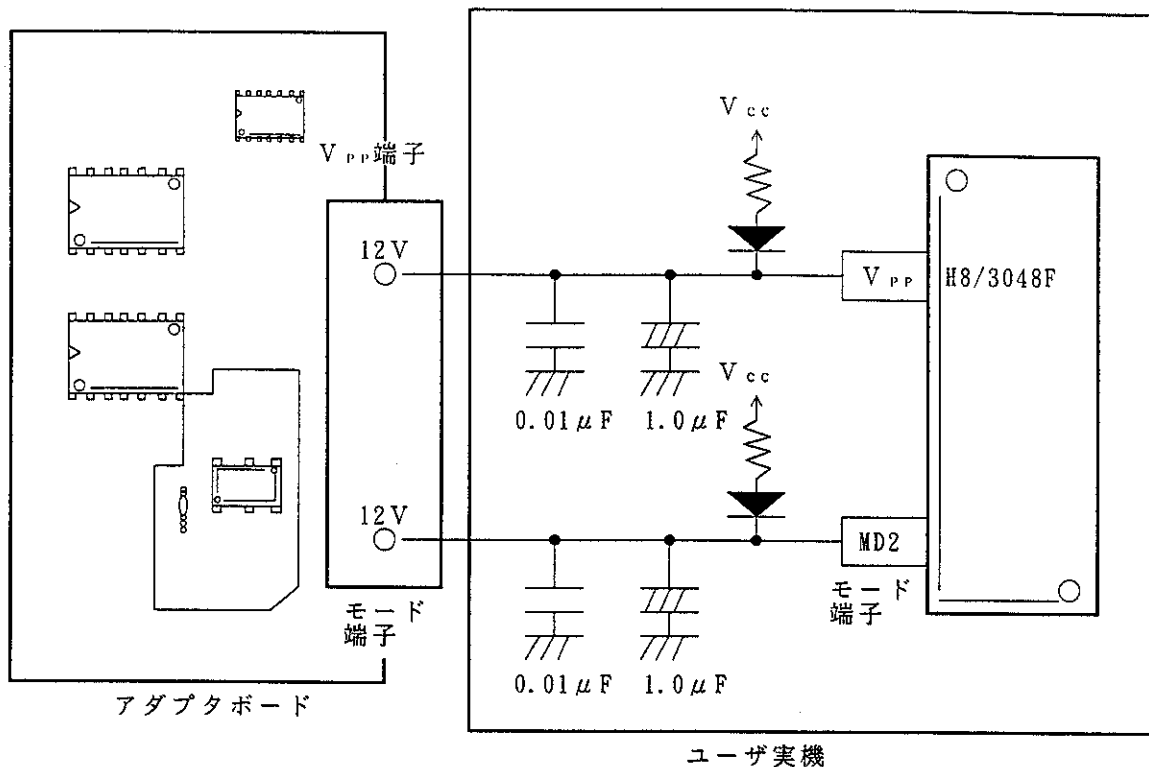 Vcc
VPP端子
12V
VPP
H8/3048F
0.01μF
1.0μF
Vcc
12V
MD2
モード
端子
モード
端子
0.01μF
1.0μF
アダプタボード
ユーザ実機